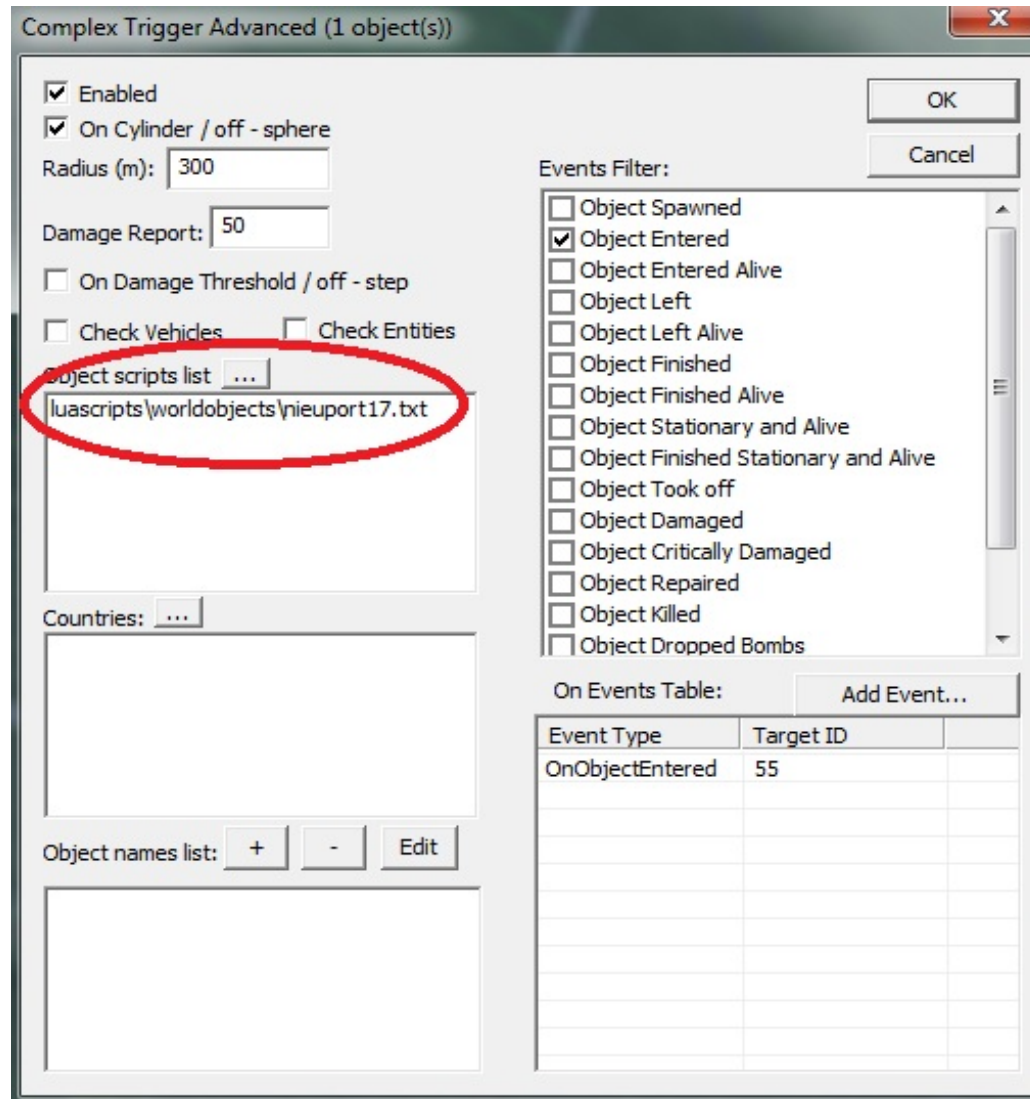 Complex Trigger Advanced (1 object(s))
Enabled
On Cylinder / off - sphere
Radius (m): 300
Damage Report: 50
On Damage Threshold / off - step
Check Vehicles Check Entities
Object scripts list ...
luascripts\worldobjects\nieuport17.txt
Countries: ...
Object names list: + - Edit
OK
Cancel
Events Filter:
Object Spawned
Object Entered
Object Entered Alive
Object Left
Object Left Alive
Object Finished
Object Finished Alive
Object Stationary and Alive
Object Finished Stationary and Alive
Object Took off
Object Damaged
Object Critically Damaged
Object Repaired
Object Killed
Object Dropped Bombs
On Events Table: Add Event...
Event Type Target ID
OnObjectEntered 55